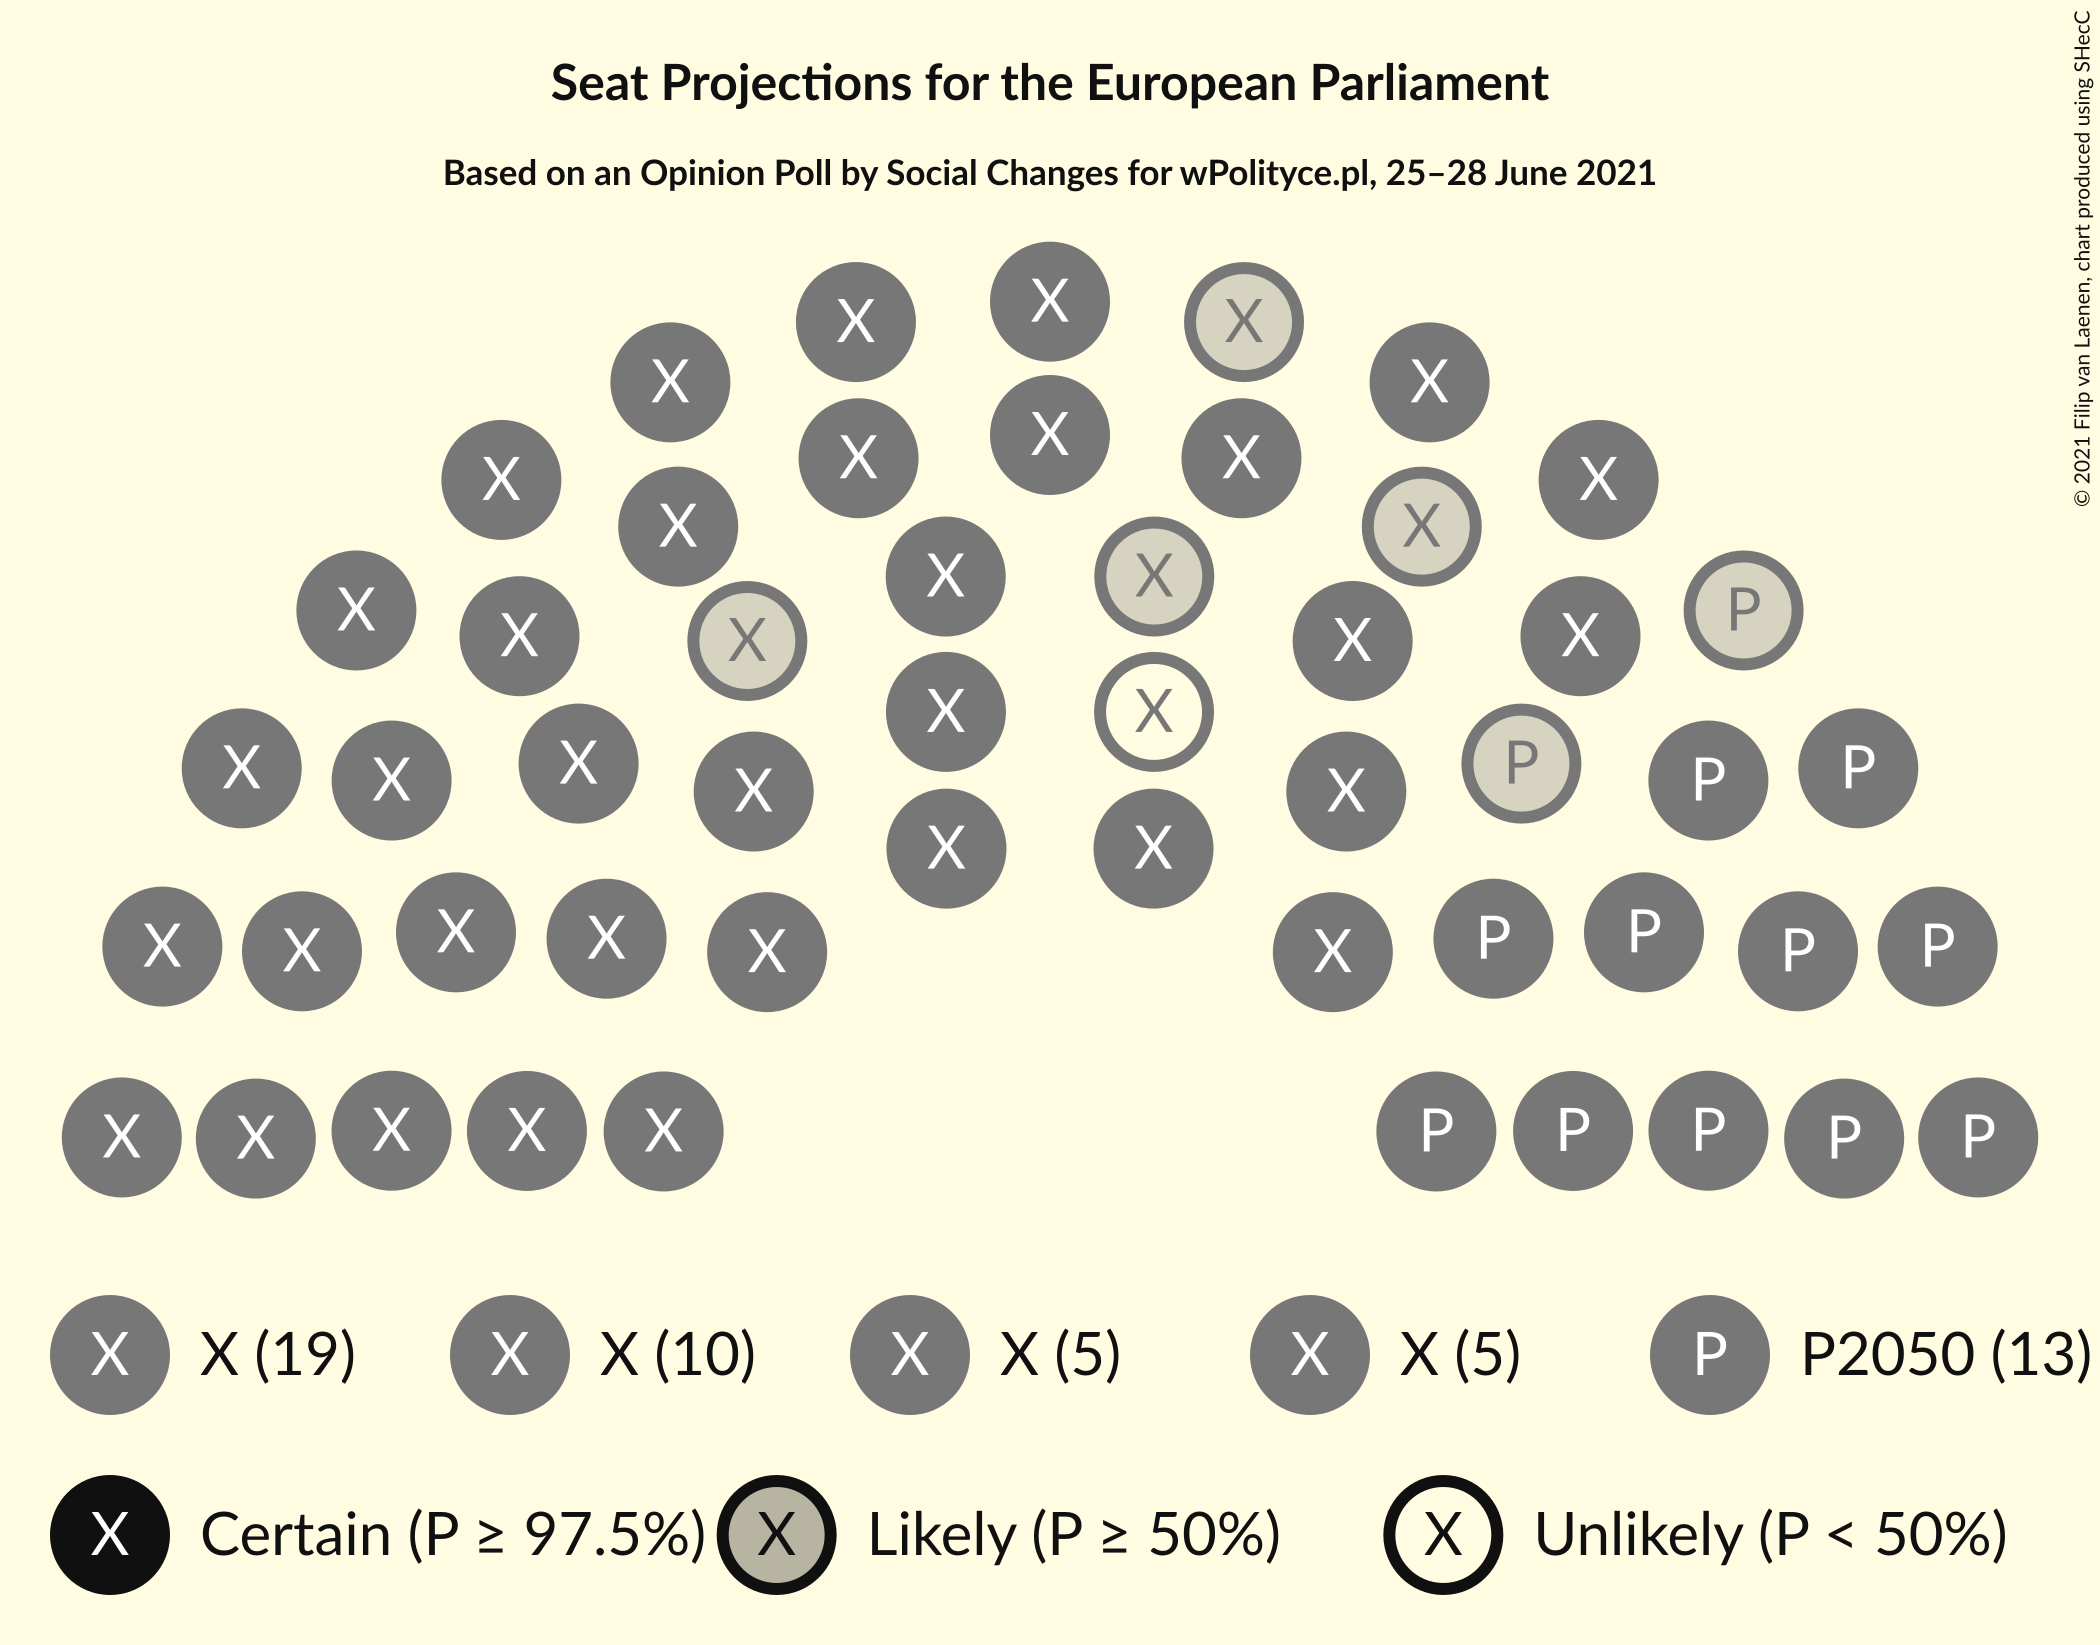 Seat Projections for the European Parliament
Based on an Opinion Poll by Social Changes for wPolityce.pl, 25–28 June 2021
© 2021 Filip van Laenen, chart produced using SHecC
X
X X
X X
X
X X
X X
X X
X X
X X
X X P
X X
X X
X X P
X X P P
X X
X X
X P P
X X X
X X X P P P
X X X X X P P P P P
X X (19) X X (10) X X (5) X X (5) P P2050 (13)
X Certain (P ≥ 97.5%) X Likely (P ≥ 50%) X Unlikely (P < 50%)